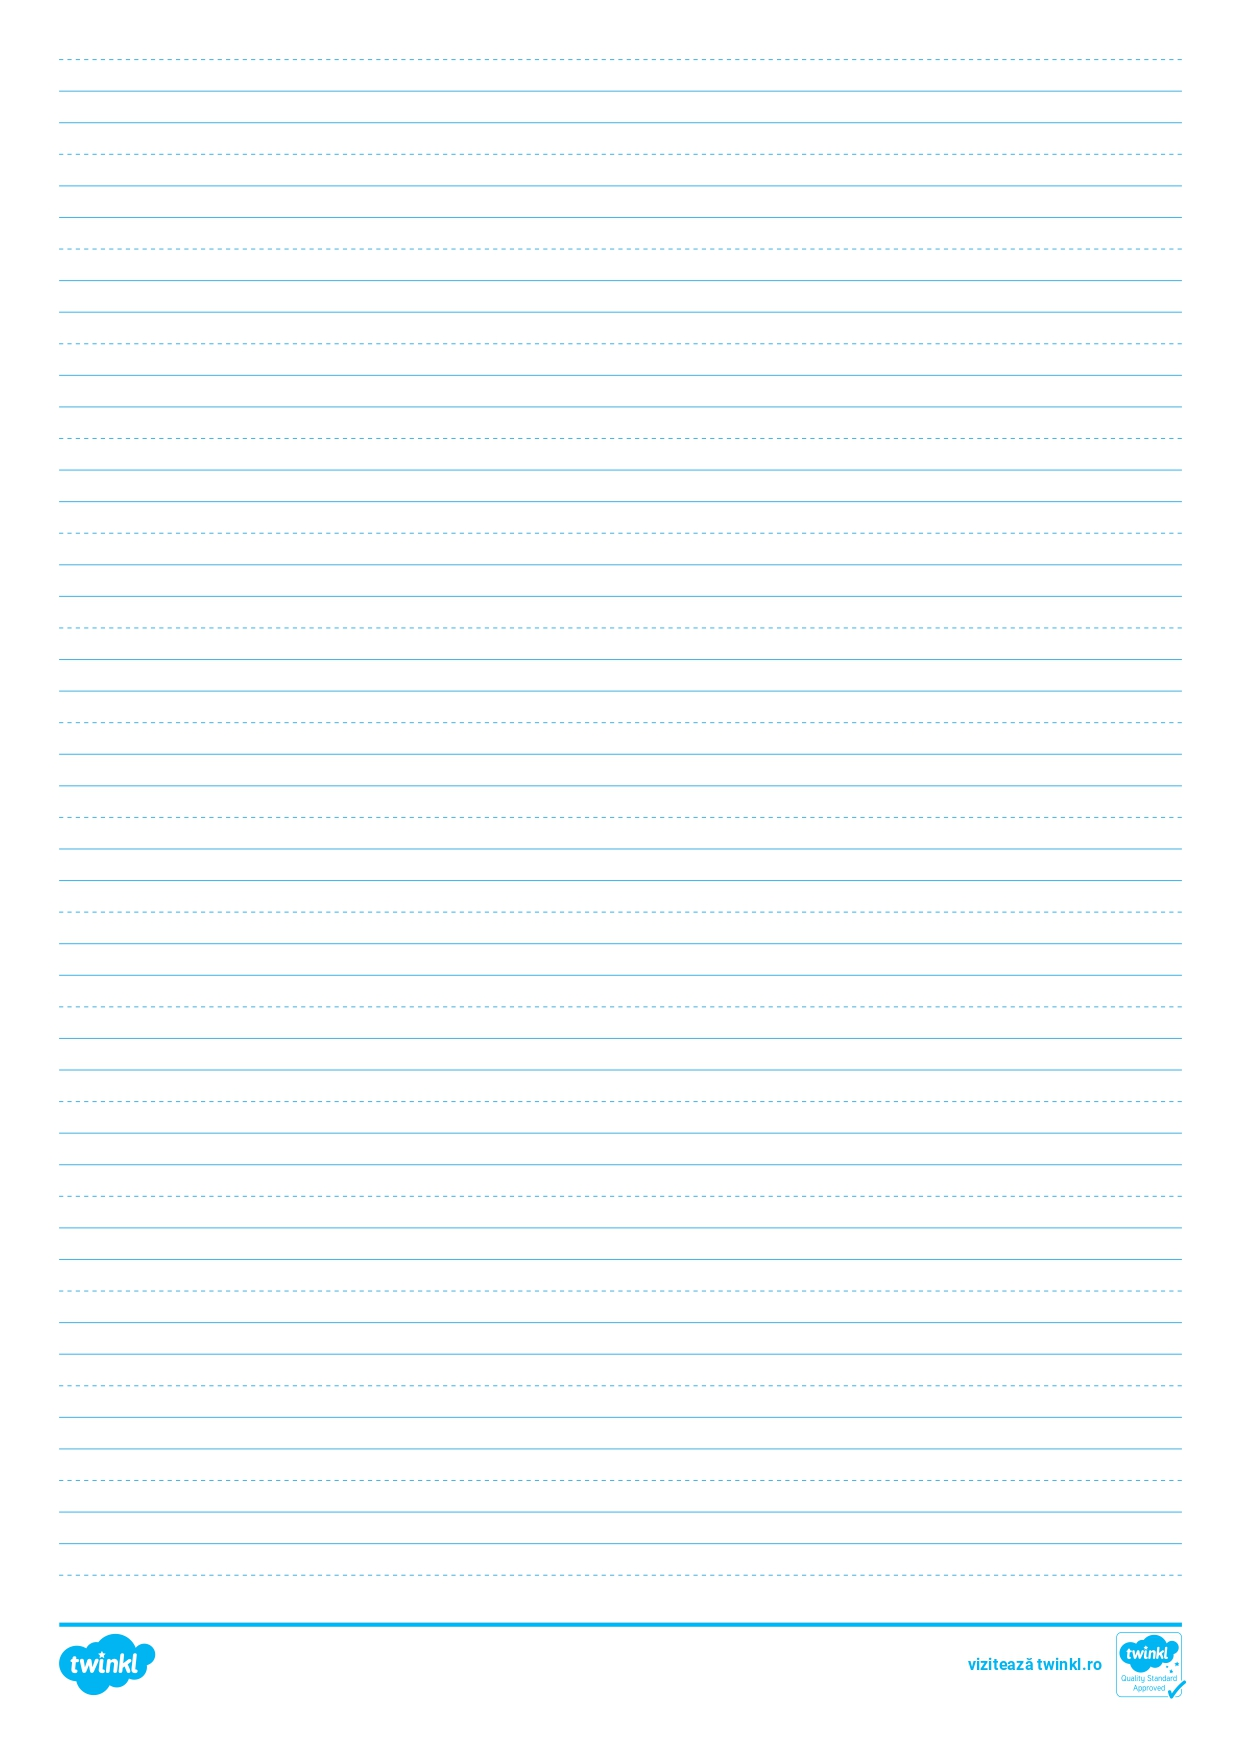 twinkl
vizitează twinkl.ro
twinkl
Quality Standard
Approved